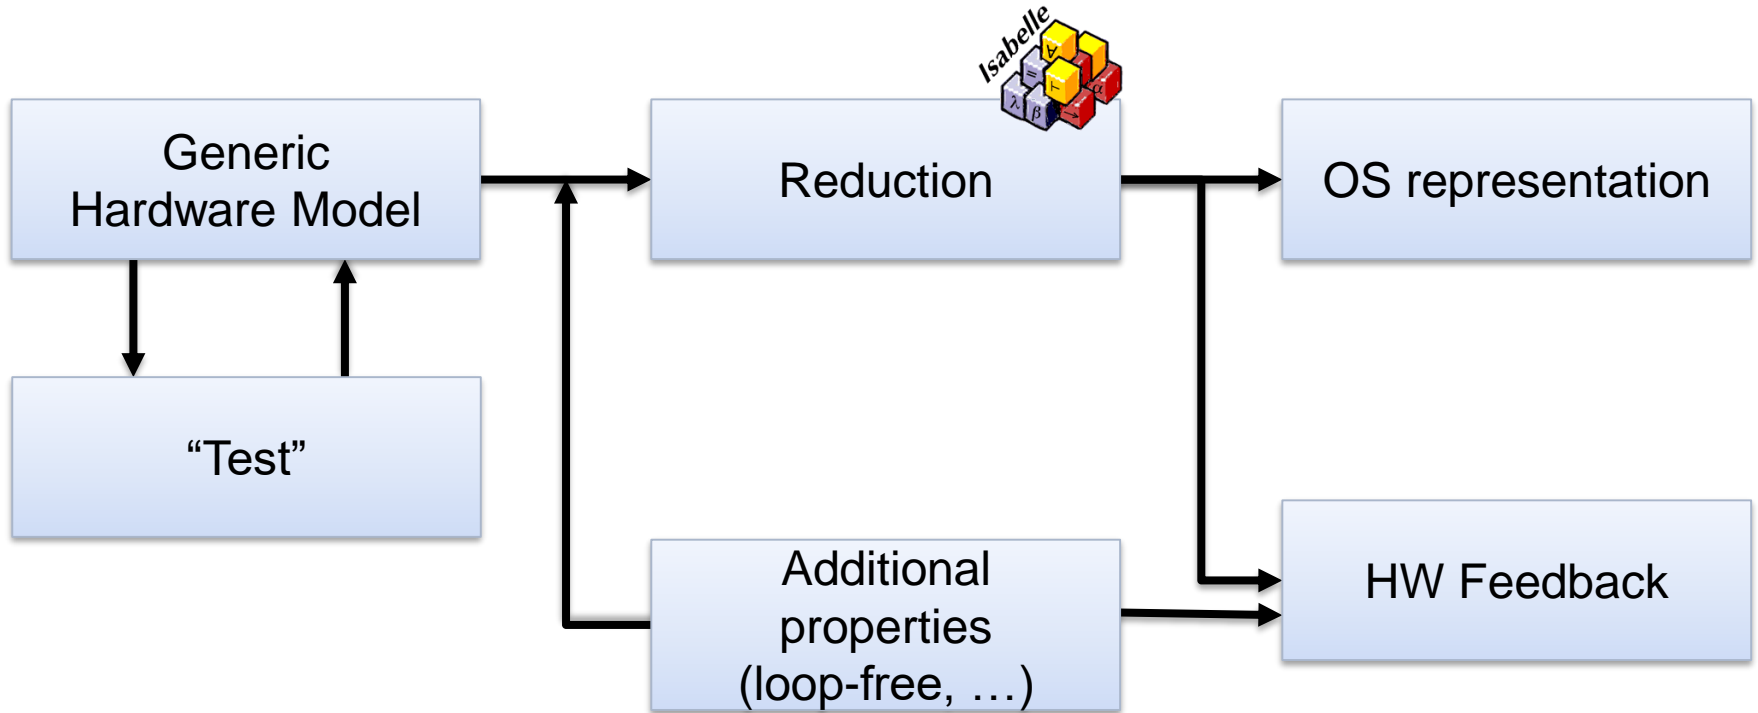 Isabelle
∀
=
α
λ
β
→
⊢
Generic
Hardware Model
Reduction
OS representation
“Test”
Additional
properties
(loop-free, …)
HW Feedback